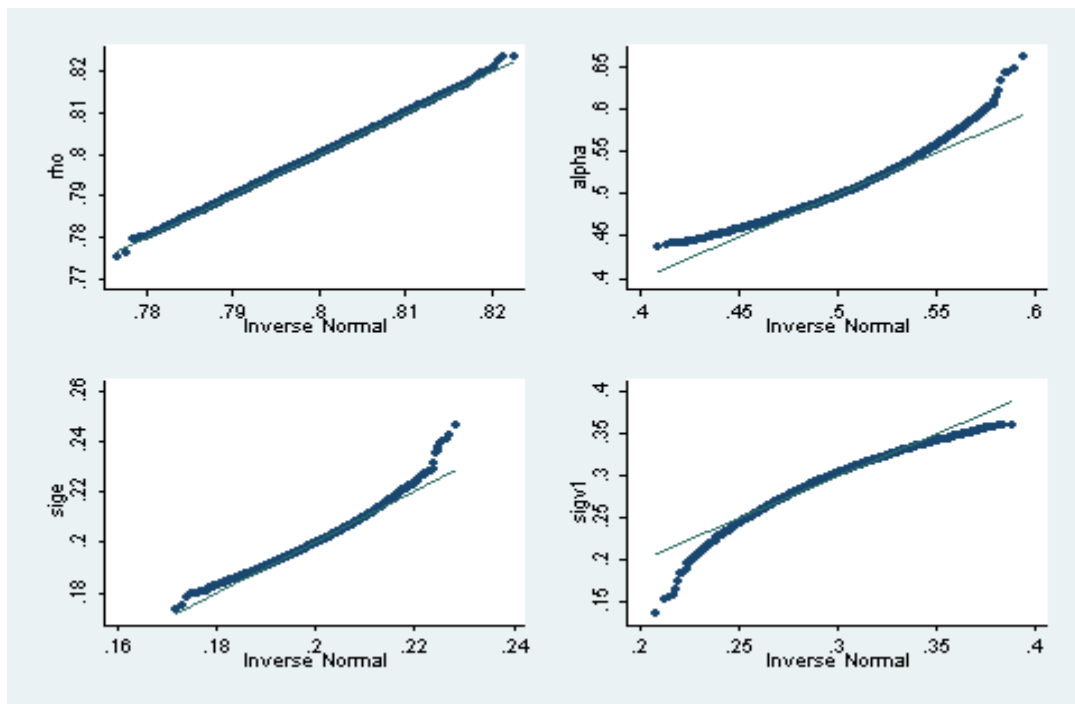 rho
.77 .78 .79 .8 .81 .82
.78 .79 .8 .81 .82
Inverse Normal
alpha
.4 .45 .5 .55 .6 .65
.4 .45 .5 .55 .6
Inverse Normal
sige
.18 .2 .22 .24 .26
.16 .18 .2 .22 .24
Inverse Normal
sigv1
.15 .2 .25 .3 .35 .4
.2 .25 .3 .35 .4
Inverse Normal